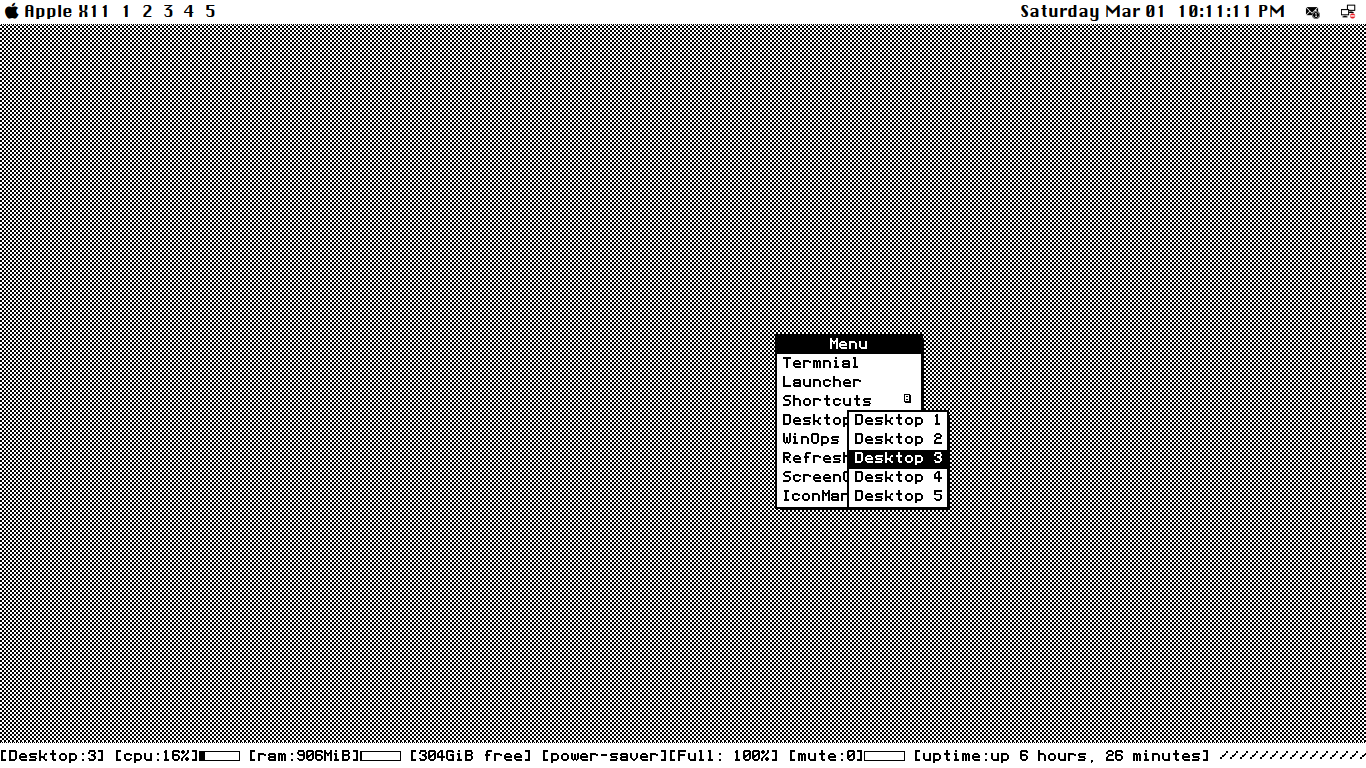 Apple X11 1 2 3 4 5
Saturday Mar 01 10:11:11 PM
Menu
Termnial
Launcher
Shortcuts
Desktop
WinOps
Refresh
Desktop 1
Desktop 2
Desktop 3
Desktop 4
Desktop 5
[Desktop:3] [cpu:16%] [ram:906MiB] [304GiB free] [power-saver][Full: 100%] [mute:0] [uptime:up 6 hours, 26 minutes] ///////////////